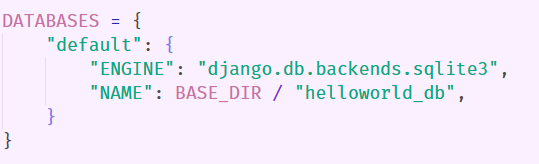 DATABASES = {
    "default": {
        "ENGINE": "django.db.backends.sqlite3",
        "NAME": BASE_DIR / "helloworld_db",
    }
}